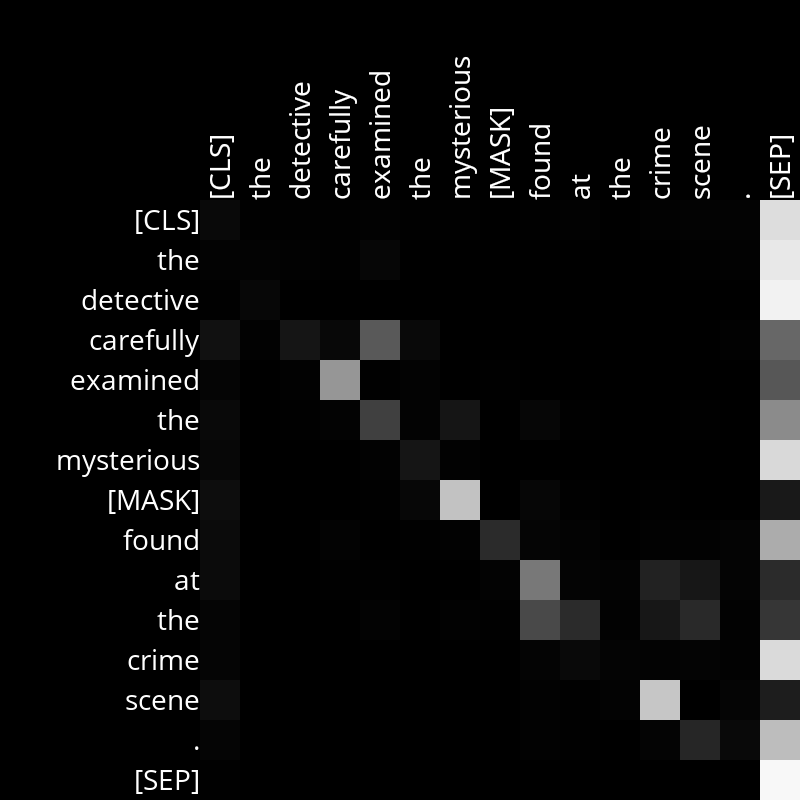 [CLS] the detective carefully examined the mysterious [MASK] found at the crime scene . [SEP]
[CLS]
the
detective
carefully
examined
the
mysterious
[MASK]
found
at
the
crime
scene
.
[SEP]